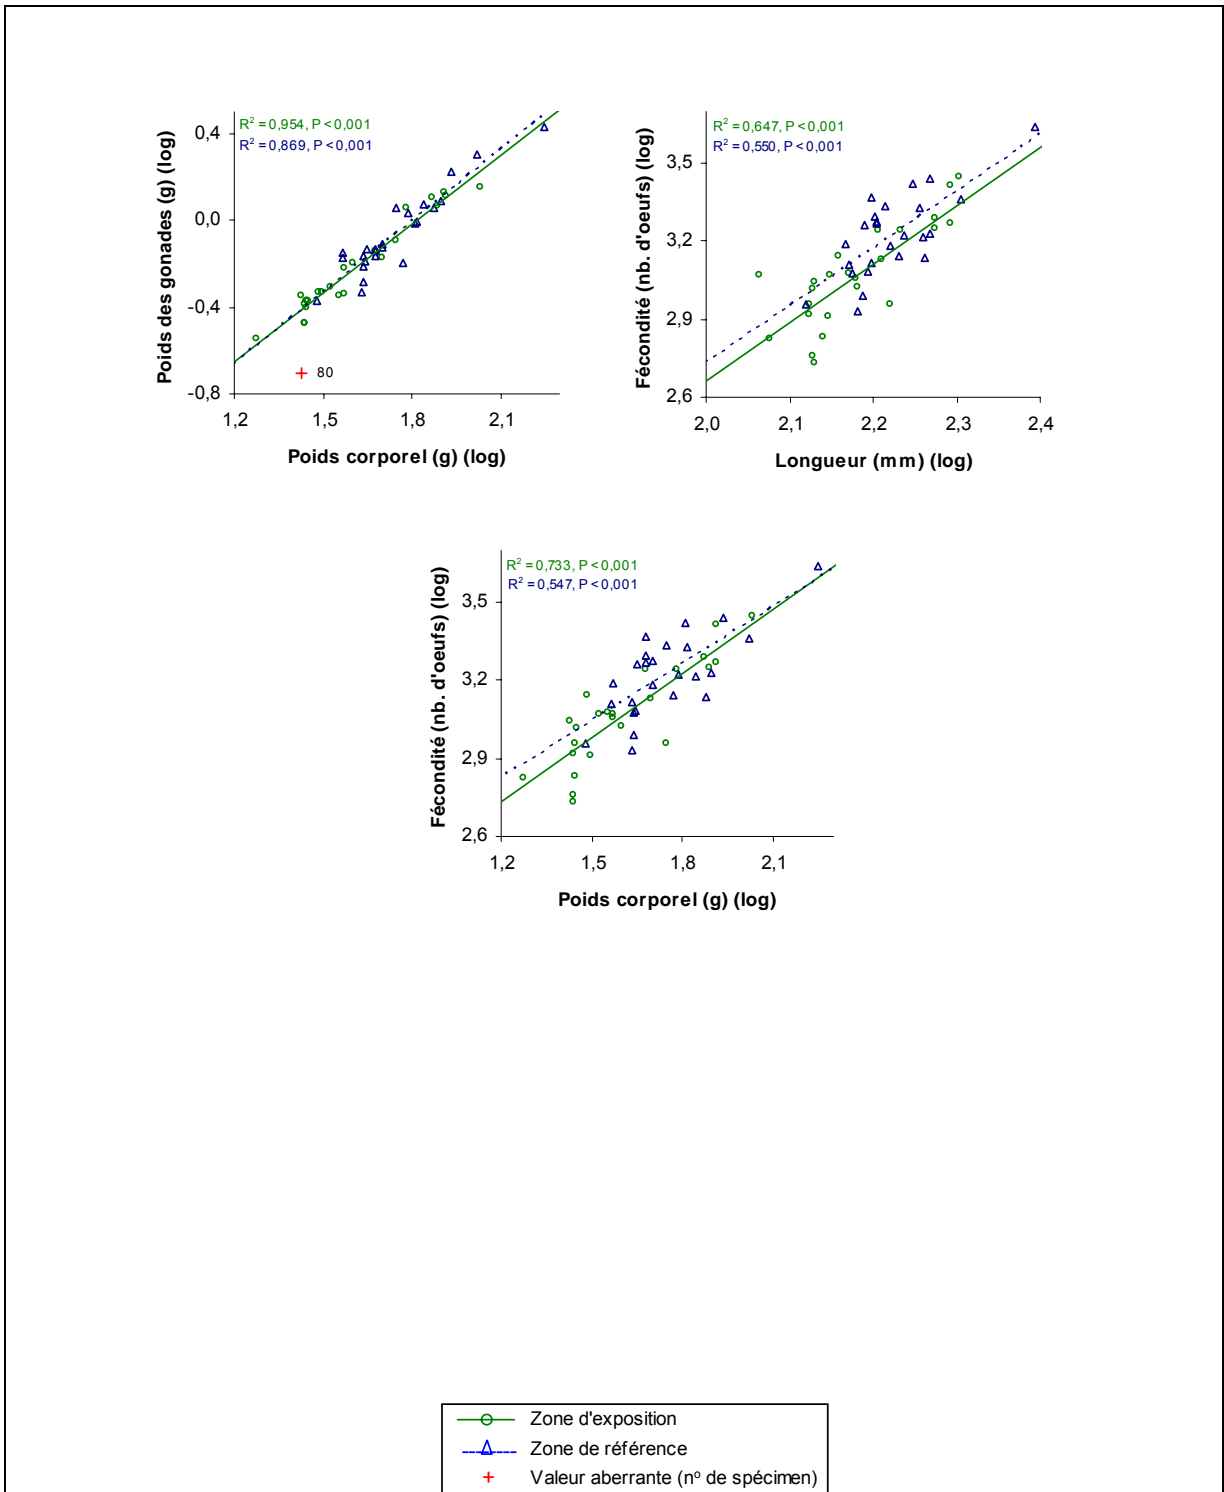 R² = 0,954, P < 0,001
R² = 0,869, P < 0,001
Poids des gonades (g) (log)
0,4
0,0
-0,4
-0,8
80
1,2 1,5 1,8 2,1
Poids corporel (g) (log)
R² = 0,647, P < 0,001
R² = 0,550, P < 0,001
Fécondité (nb. d'oeufs) (log)
3,5
3,2
2,9
2,6
2,0 2,1 2,2 2,3 2,4
Longueur (mm) (log)
R² = 0,733, P < 0,001
R² = 0,547, P < 0,001
Fécondité (nb. d'oeufs) (log)
3,5
3,2
2,9
2,6
1,2 1,5 1,8 2,1
Poids corporel (g) (log)
Zone d'exposition
Zone de référence
Valeur aberrante (nº de spécimen)